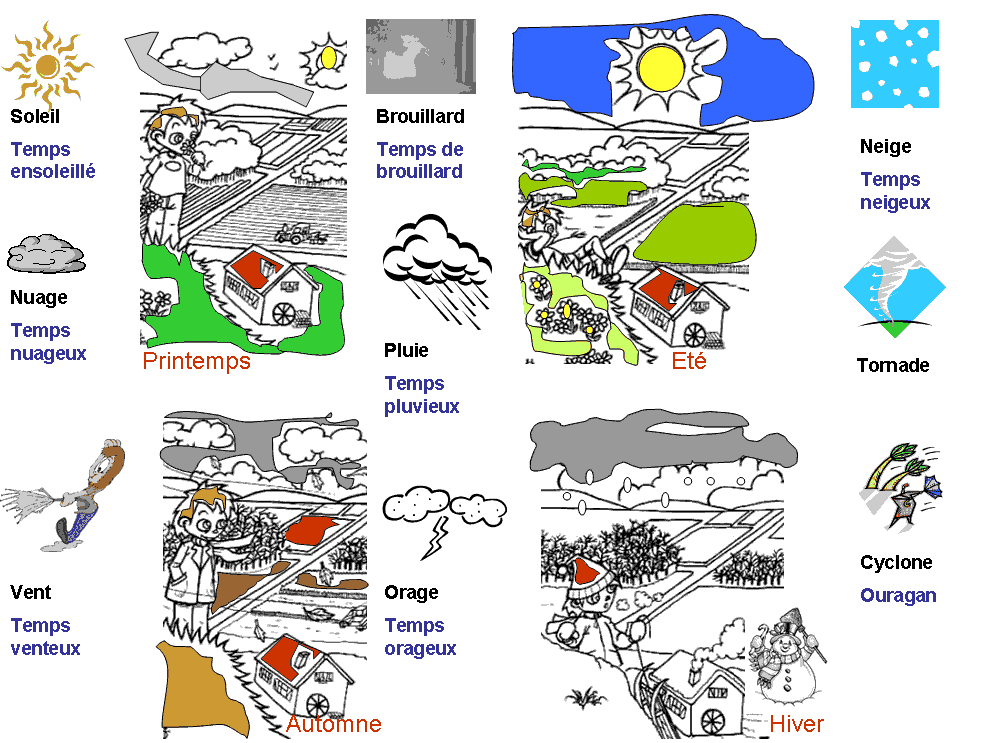 Soleil
Temps
ensoleillé
Nuage
Temps
nuageux
Vent
Temps
venteux
Printemps
Automne
Brouillard
Temps de
brouillard
Pluie
Temps
pluvieux
Orage
Temps
orageux
Eté
Hiver
Neige
Temps
neigeux
Tornade
Cyclone
Ouragan